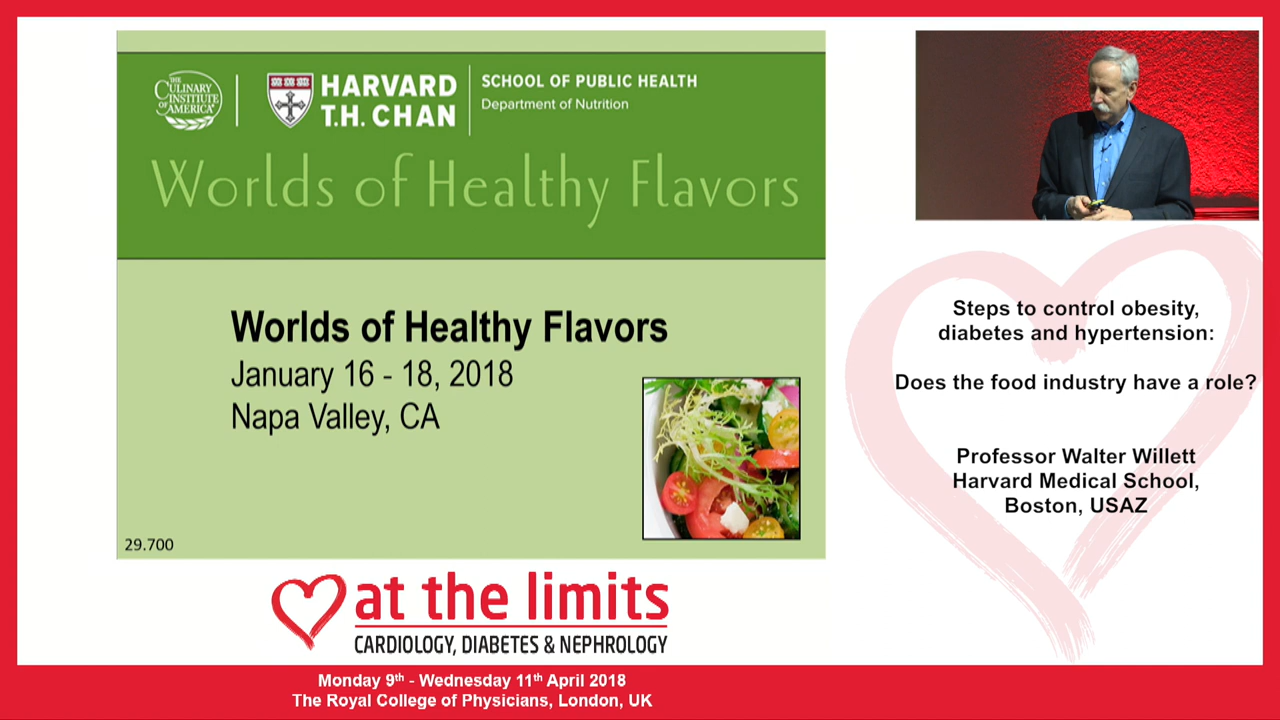 THE
CULINARY
INSTITUTE
OF AMERICA
HARVARD
T.H. CHAN
SCHOOL OF PUBLIC HEALTH
Department of Nutrition
Worlds of Healthy Flavors
Worlds of Healthy Flavors
January 16 - 18, 2018
Napa Valley, CA
29.700
at the limits
CARDIOLOGY, DIABETES & NEPHROLOGY
Monday 9th - Wednesday 11th April 2018
The Royal College of Physicians, London, UK
Steps to control obesity,
diabetes and hypertension:
Does the food industry have a role?
Professor Walter Willett
Harvard Medical School,
Boston, USAZ